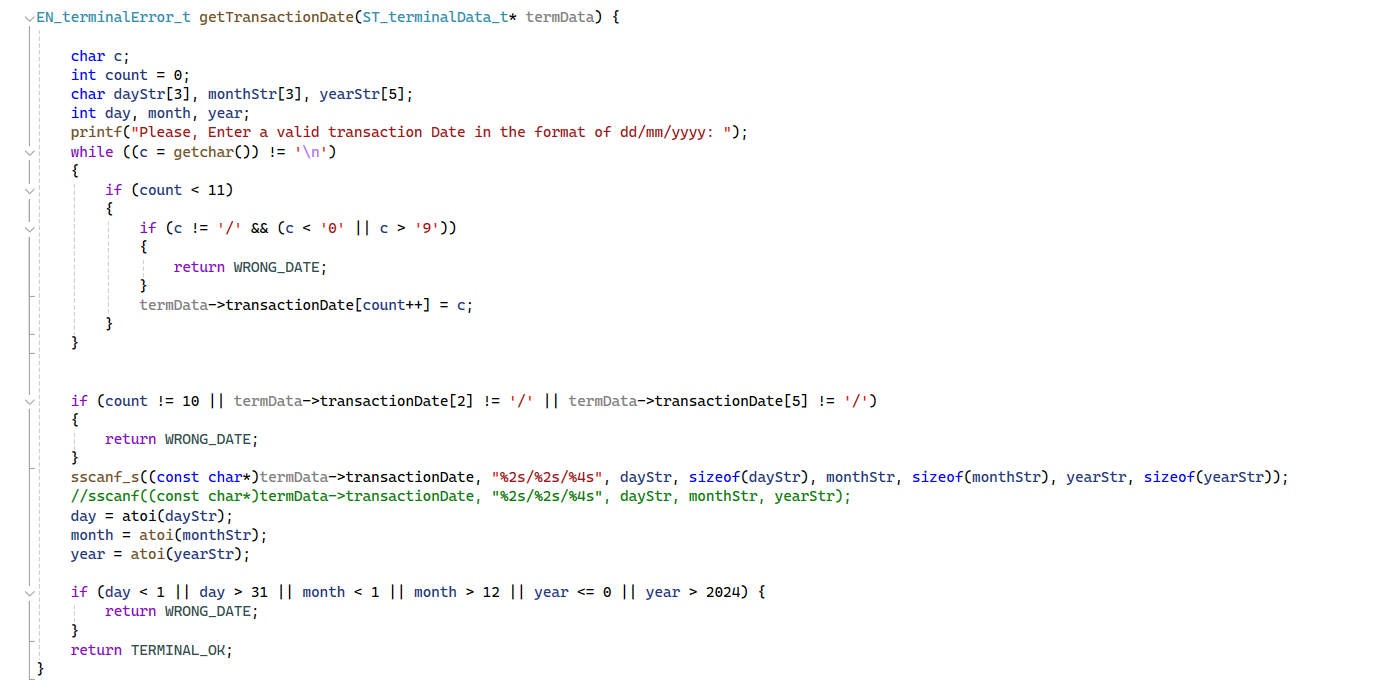 EN_terminalError_t getTransactionDate(ST_terminalData_t* termData) {
char c;
int count = 0;
char dayStr[3], monthStr[3], yearStr[5];
int day, month, year;
printf("Please, Enter a valid transaction Date in the format of dd/mm/yyyy: ");
while ((c = getchar()) != '\n')
{
if (count < 11)
{
if (c != '/' && (c < '0' || c > '9'))
{
return WRONG_DATE;
}
termData->transactionDate[count++] = c;
}
}
if (count != 10 || termData->transactionDate[2] != '/' || termData->transactionDate[5] != '/')
{
return WRONG_DATE;
}
sscanf_s((const char*)termData->transactionDate, "%2s/%2s/%4s", dayStr, sizeof(dayStr), monthStr, sizeof(monthStr), yearStr, sizeof(yearStr));
//sscanf((const char*)termData->transactionDate, "%2s/%2s/%4s", dayStr, monthStr, yearStr);
day = atoi(dayStr);
month = atoi(monthStr);
year = atoi(yearStr);
if (day < 1 || day > 31 || month < 1 || month > 12 || year <= 0 || year > 2024) {
return WRONG_DATE;
}
return TERMINAL_OK;
}